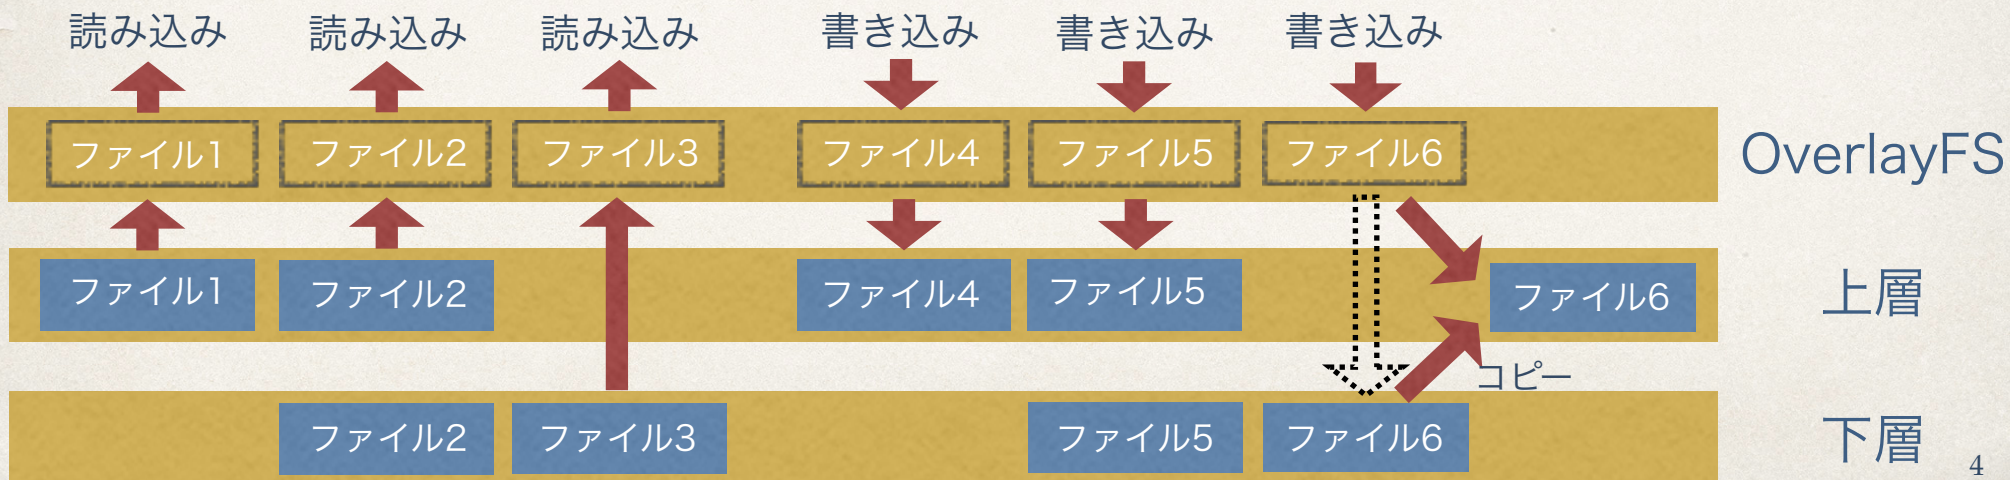 読み込み 読み込み 読み込み 書き込み 書き込み 書き込み
ファイル1 ファイル2 ファイル3 ファイル4 ファイル5 ファイル6 OverlayFS
ファイル1 ファイル2 ファイル4 ファイル5 ファイル6 上層
コピー
ファイル2 ファイル3 ファイル5 ファイル6 下層
4